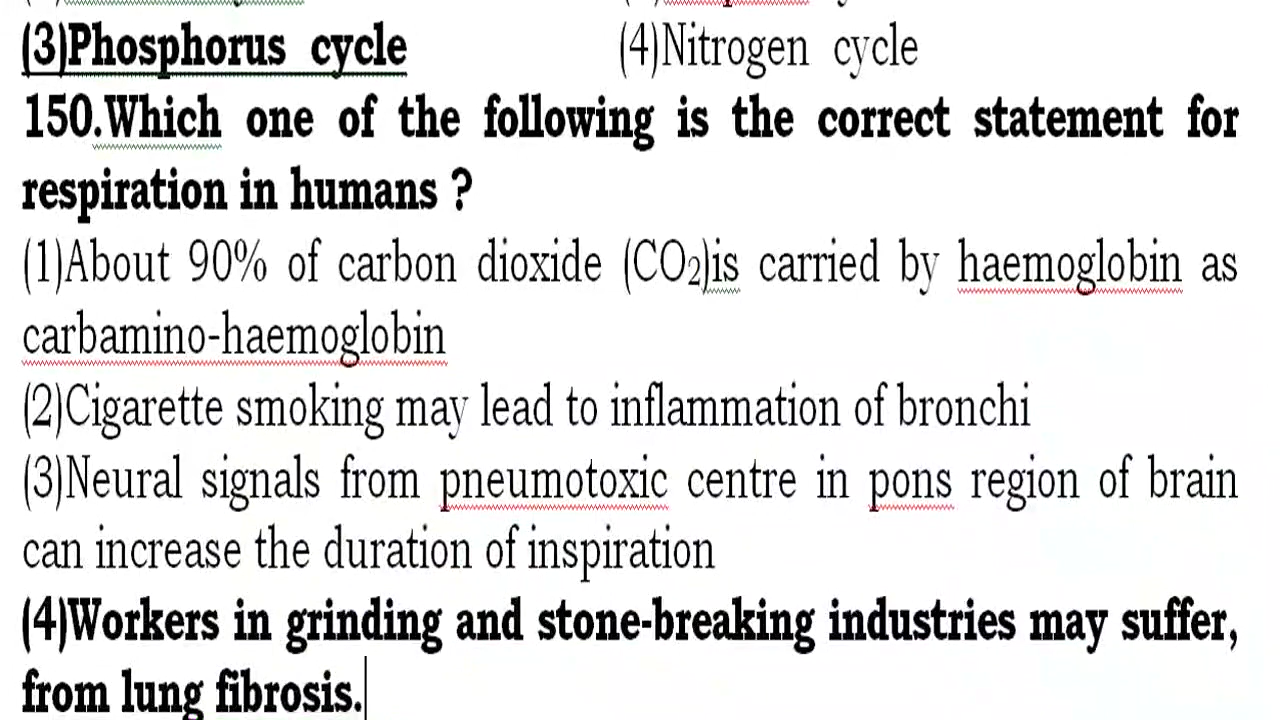 (3)Phosphorus cycle (4)Nitrogen cycle
150.Which one of the following is the correct statement for
respiration in humans ?
(1)About 90% of carbon dioxide (CO₂)is carried by haemoglobin as
carbamino-haemoglobin
(2)Cigarette smoking may lead to inflammation of bronchi
(3)Neural signals from pneumotoxic centre in pons region of brain
can increase the duration of inspiration
(4)Workers in grinding and stone-breaking industries may suffer,
from lung fibrosis.